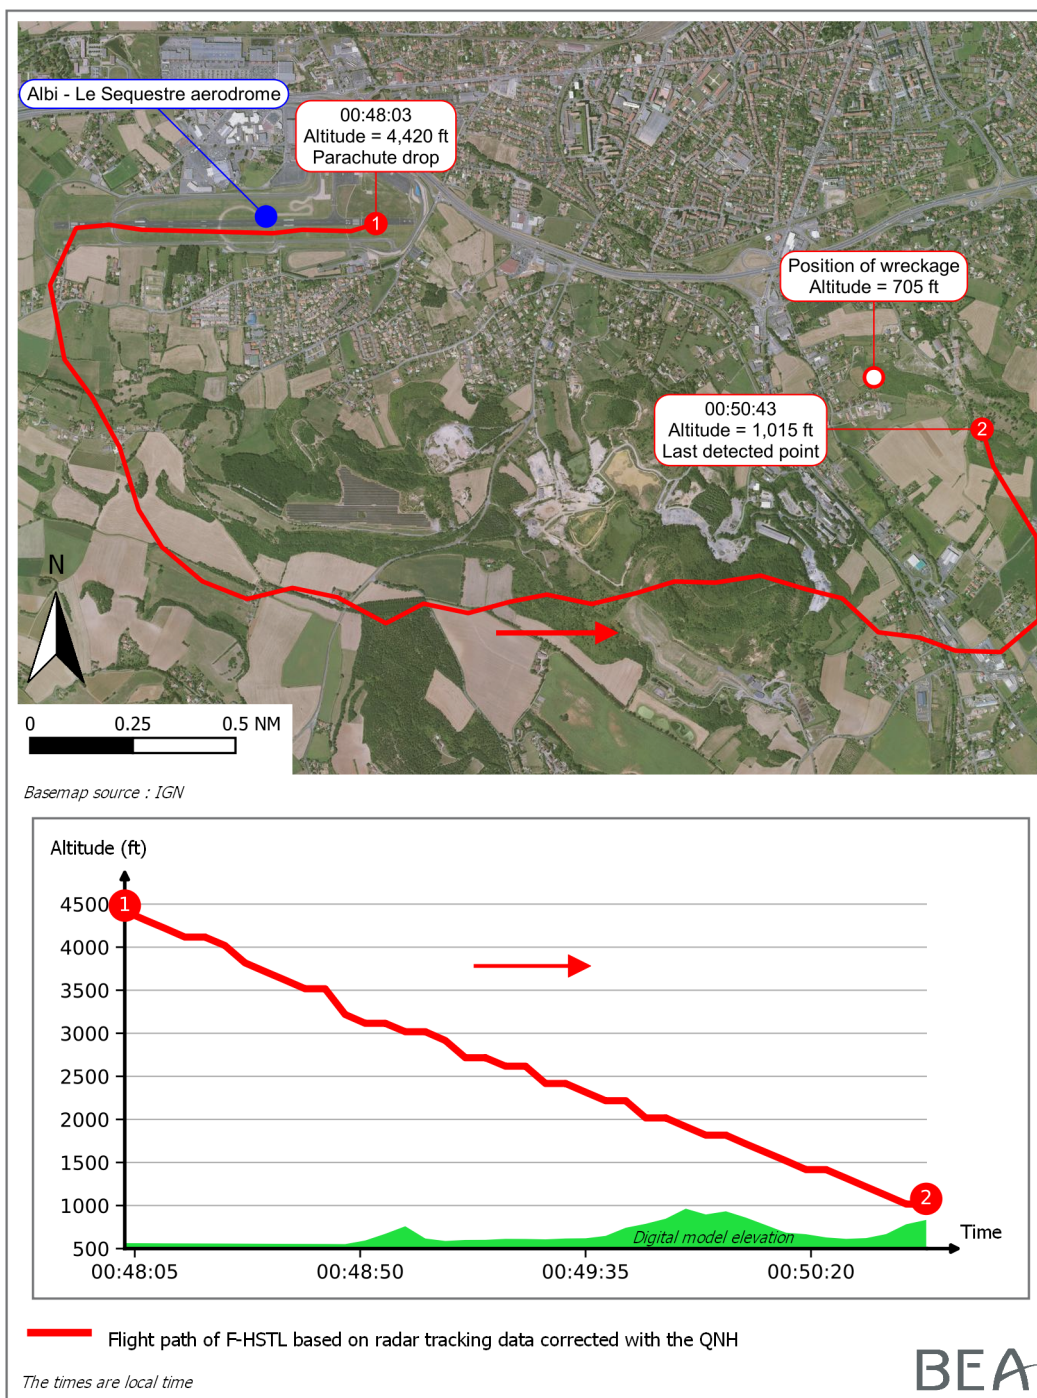 Albi - Le Sequestre aerodrome
00:48:03
Altitude = 4,420 ft
Parachute drop
1
Position of wreckage
Altitude = 705 ft
00:50:43
Altitude = 1,015 ft
Last detected point
2
N
0 0.25 0.5 NM
Basemap source : IGN
Altitude (ft)
4500
1
4000
3500
3000
2500
2000
1500
1000
2
500
Digital model elevation
Time
00:48:05 00:48:50 00:49:35 00:50:20
Flight path of F-HSTL based on radar tracking data corrected with the QNH
The times are local time
BEA